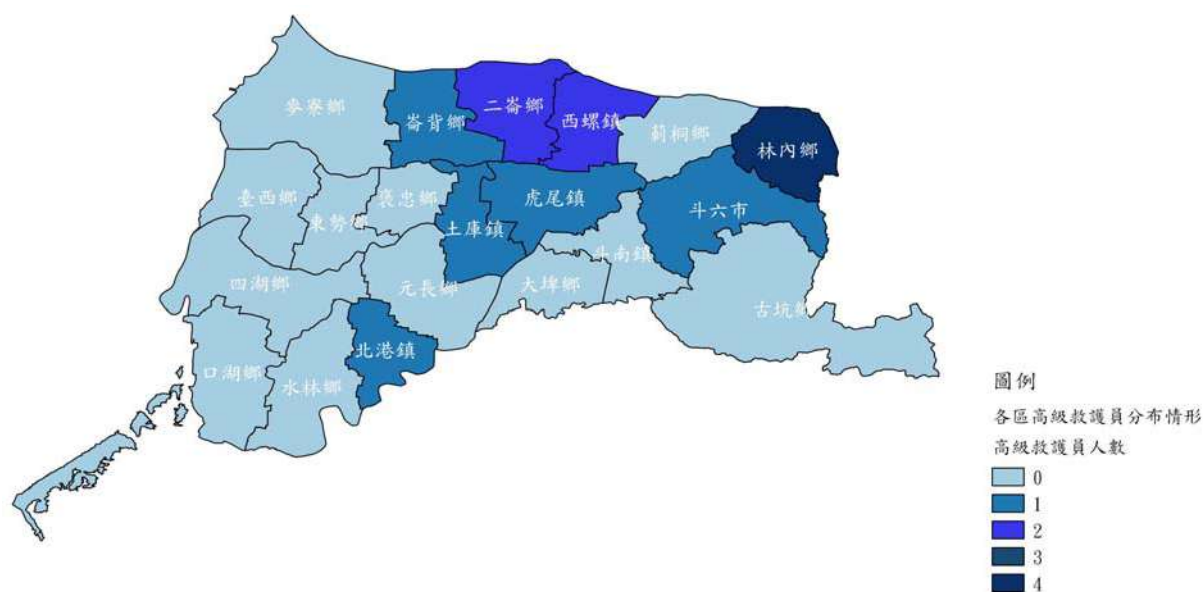 麥寮鄉
崙背鄉
二崙鄉
西螺鎮
莿桐鄉
林內鄉
臺西鄉
東勢鄉
褒忠鄉
土庫鎮
虎尾鎮
斗六市
斗南鎮
四湖鄉
元長鄉
大埤鄉
古坑鄉
北港鎮
口湖鄉
水林鄉
圖例
各區高級救護員分布情形
高級救護員人數
0
1
2
3
4